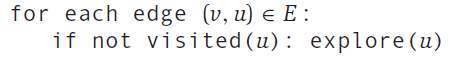 for each edge (v, u) ∈ E:
if not visited(u): explore(u)